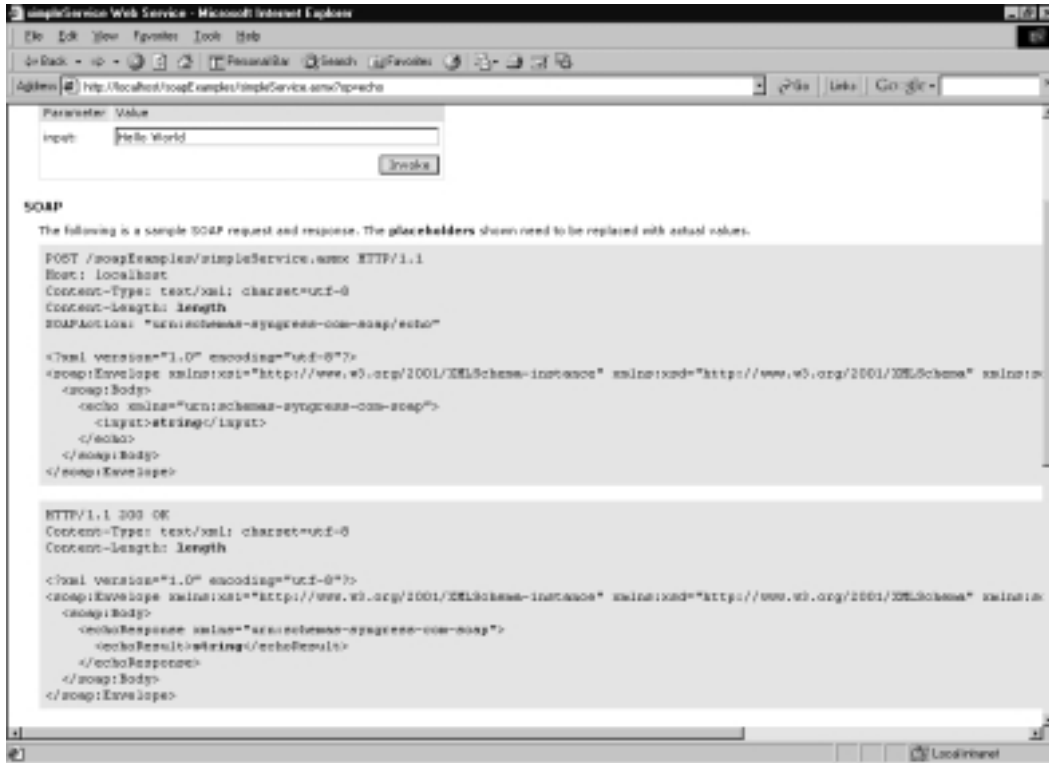 simpleService Web Service - Microsoft Internet Explorer
File Edit View Favorites Tools Help
Back PersonalBar Search Favorites
Address http://localhost/soapExamples/simpleService.asmx?op=echo Go Links Google
Parameter Value
input: Hello World
Invoke
SOAP
The following is a sample SOAP request and response. The placeholders shown need to be replaced with actual values.
POST /soapExamples/simpleService.asmx HTTP/1.1
Host: localhost
Content-Type: text/xml; charset=utf-8
Content-Length: length
SOAPAction: "urn:schemas-syngress-com-soap/echo"
<?xml version="1.0" encoding="utf-8"?>
<soap:Envelope xmlns:xsi="http://www.w3.org/2001/XMLSchema-instance" xmlns:xsd="http://www.w3.org/2001/XMLSchema" xmlns:so
<soap:Body>
<echo xmlns="urn:schemas-syngress-com-soap">
<input>string</input>
</echo>
</soap:Body>
</soap:Envelope>
HTTP/1.1 200 OK
Content-Type: text/xml; charset=utf-8
Content-Length: length
<?xml version="1.0" encoding="utf-8"?>
<soap:Envelope xmlns:xsi="http://www.w3.org/2001/XMLSchema-instance" xmlns:xsd="http://www.w3.org/2001/XMLSchema" xmlns:so
<soap:Body>
<echoResponse xmlns="urn:schemas-syngress-com-soap">
<echoResult>string</echoResult>
</echoResponse>
</soap:Body>
</soap:Envelope>
Local intranet